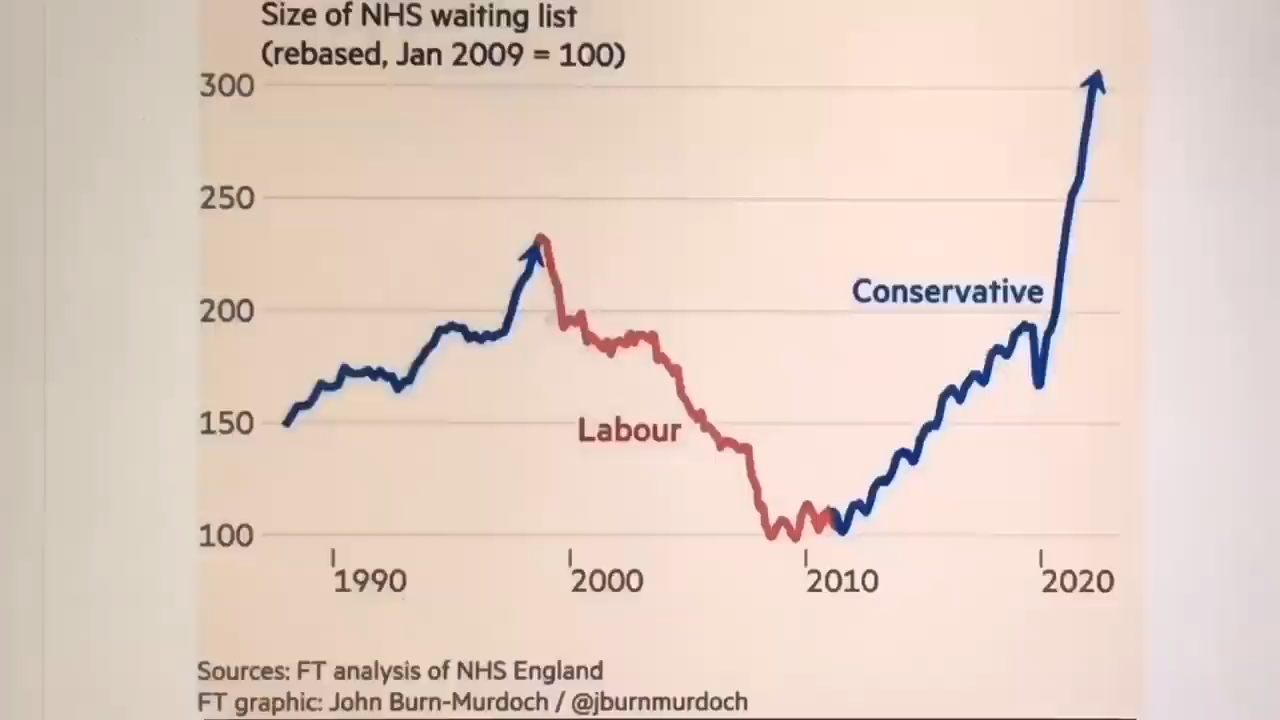 Size of NHS waiting list
(rebased, Jan 2009 = 100)
300
250
200
150
100
Conservative
Labour
1990 2000 2010 2020
Sources: FT analysis of NHS England
FT graphic: John Burn-Murdoch / @jburnmurdoch